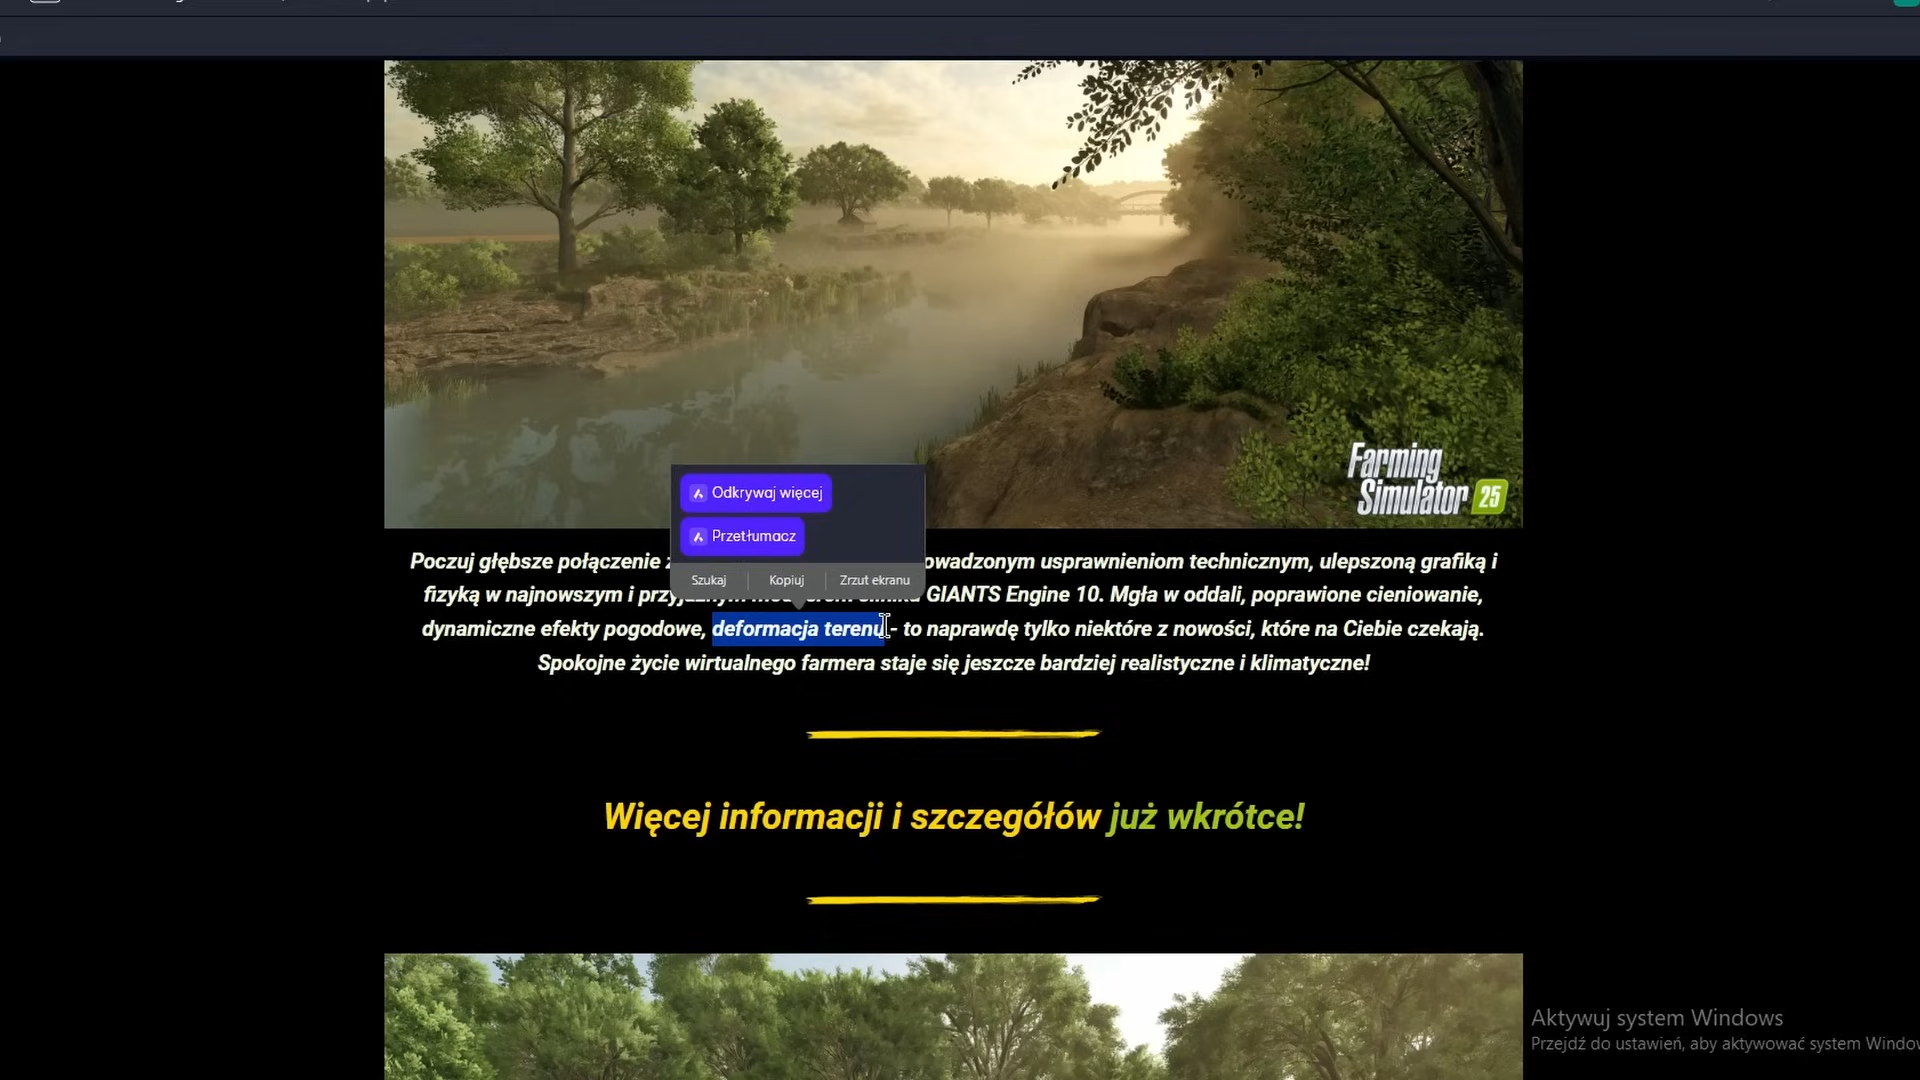 Farming
Simulator 25
Odkrywaj więcej
Przetłumacz
Szukaj
Kopiuj
Zrzut ekranu
Poczuj głębsze połączenie usprawnieniom technicznym, ulepszoną grafiką i
fizyką w najnowszym i GIANTS Engine 10. Mgła w oddali, poprawione cieniowanie,
dynamiczne efekty pogodowe, deformacja terenu - to naprawdę tylko niektóre z nowości, które na Ciebie czekają.
Spokojne życie wirtualnego farmera staje się jeszcze bardziej realistyczne i klimatyczne!
Więcej informacji i szczegółów już wkrótce!
Aktywuj system Windows
Przejdź do ustawień, aby aktywować system